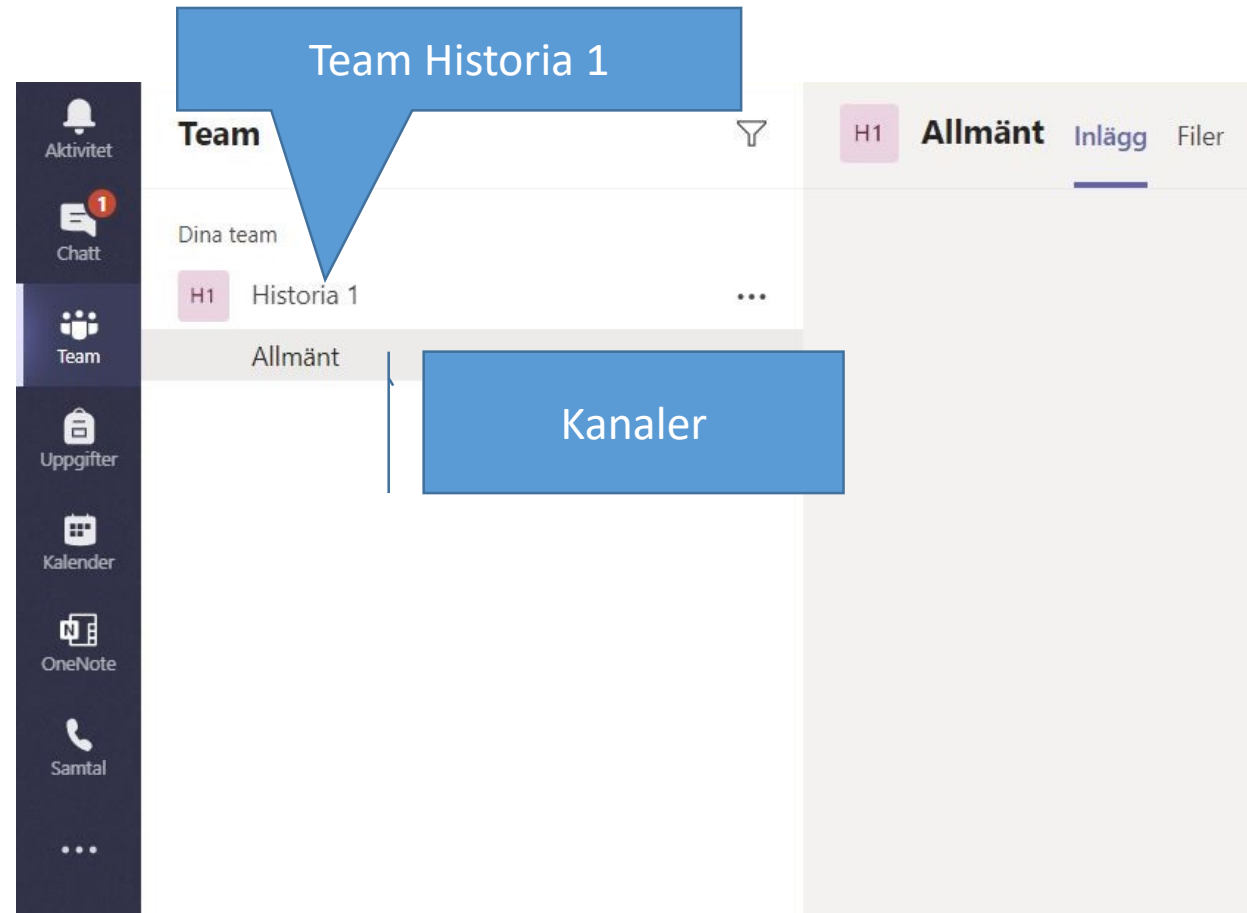 Team Historia 1
Aktivitet
1
Chatt
Team
Uppgifter
Kalender
N
OneNote
Samtal
Team
Dina team
H1 Historia 1
Allmänt
Kanaler
H1 Allmänt Inlägg Filer